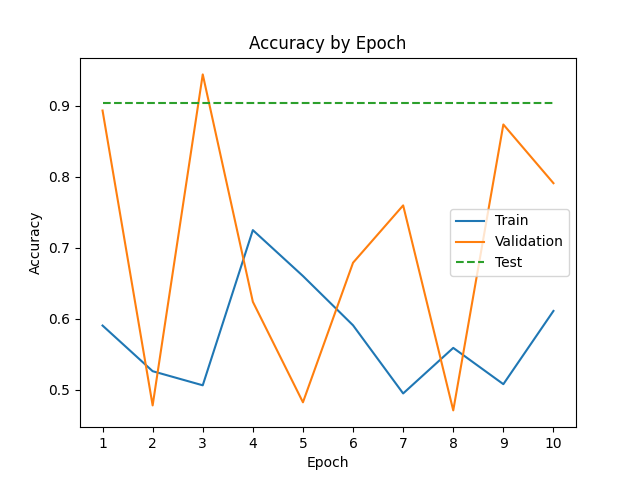 Accuracy by Epoch
Accuracy
0.9
0.8
0.7
0.6
0.5
Train
Validation
Test
1 2 3 4 5 6 7 8 9 10
Epoch